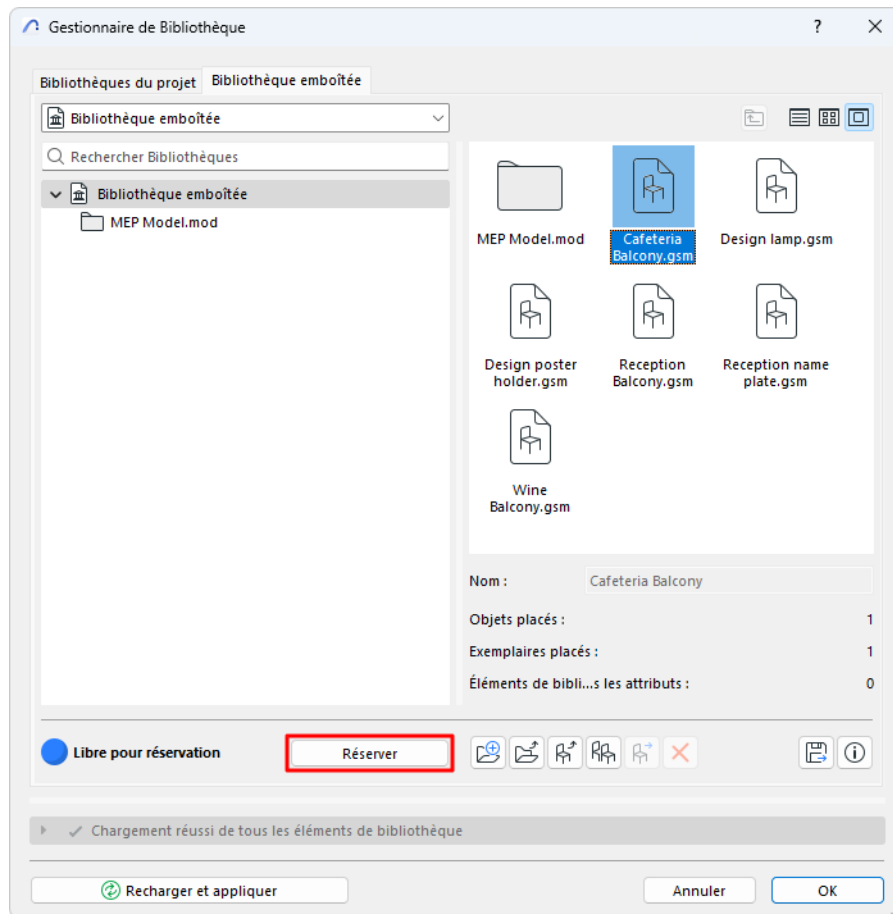 Gestionnaire de Bibliothèque
?
Bibliothèques du projet
Bibliothèque emboîtée
Bibliothèque emboîtée
Rechercher Bibliothèques
Bibliothèque emboîtée
MEP Model.mod
MEP Model.mod
Cafeteria
Balcony.gsm
Design lamp.gsm
Design poster
holder.gsm
Reception
Balcony.gsm
Reception name
plate.gsm
Wine
Balcony.gsm
Nom :
Cafeteria Balcony
Objets placés :
1
Exemplaires placés :
1
Éléments de bibli...s les attributs :
0
Libre pour réservation
Réserver
Chargement réussi de tous les éléments de bibliothèque
Recharger et appliquer
Annuler
OK